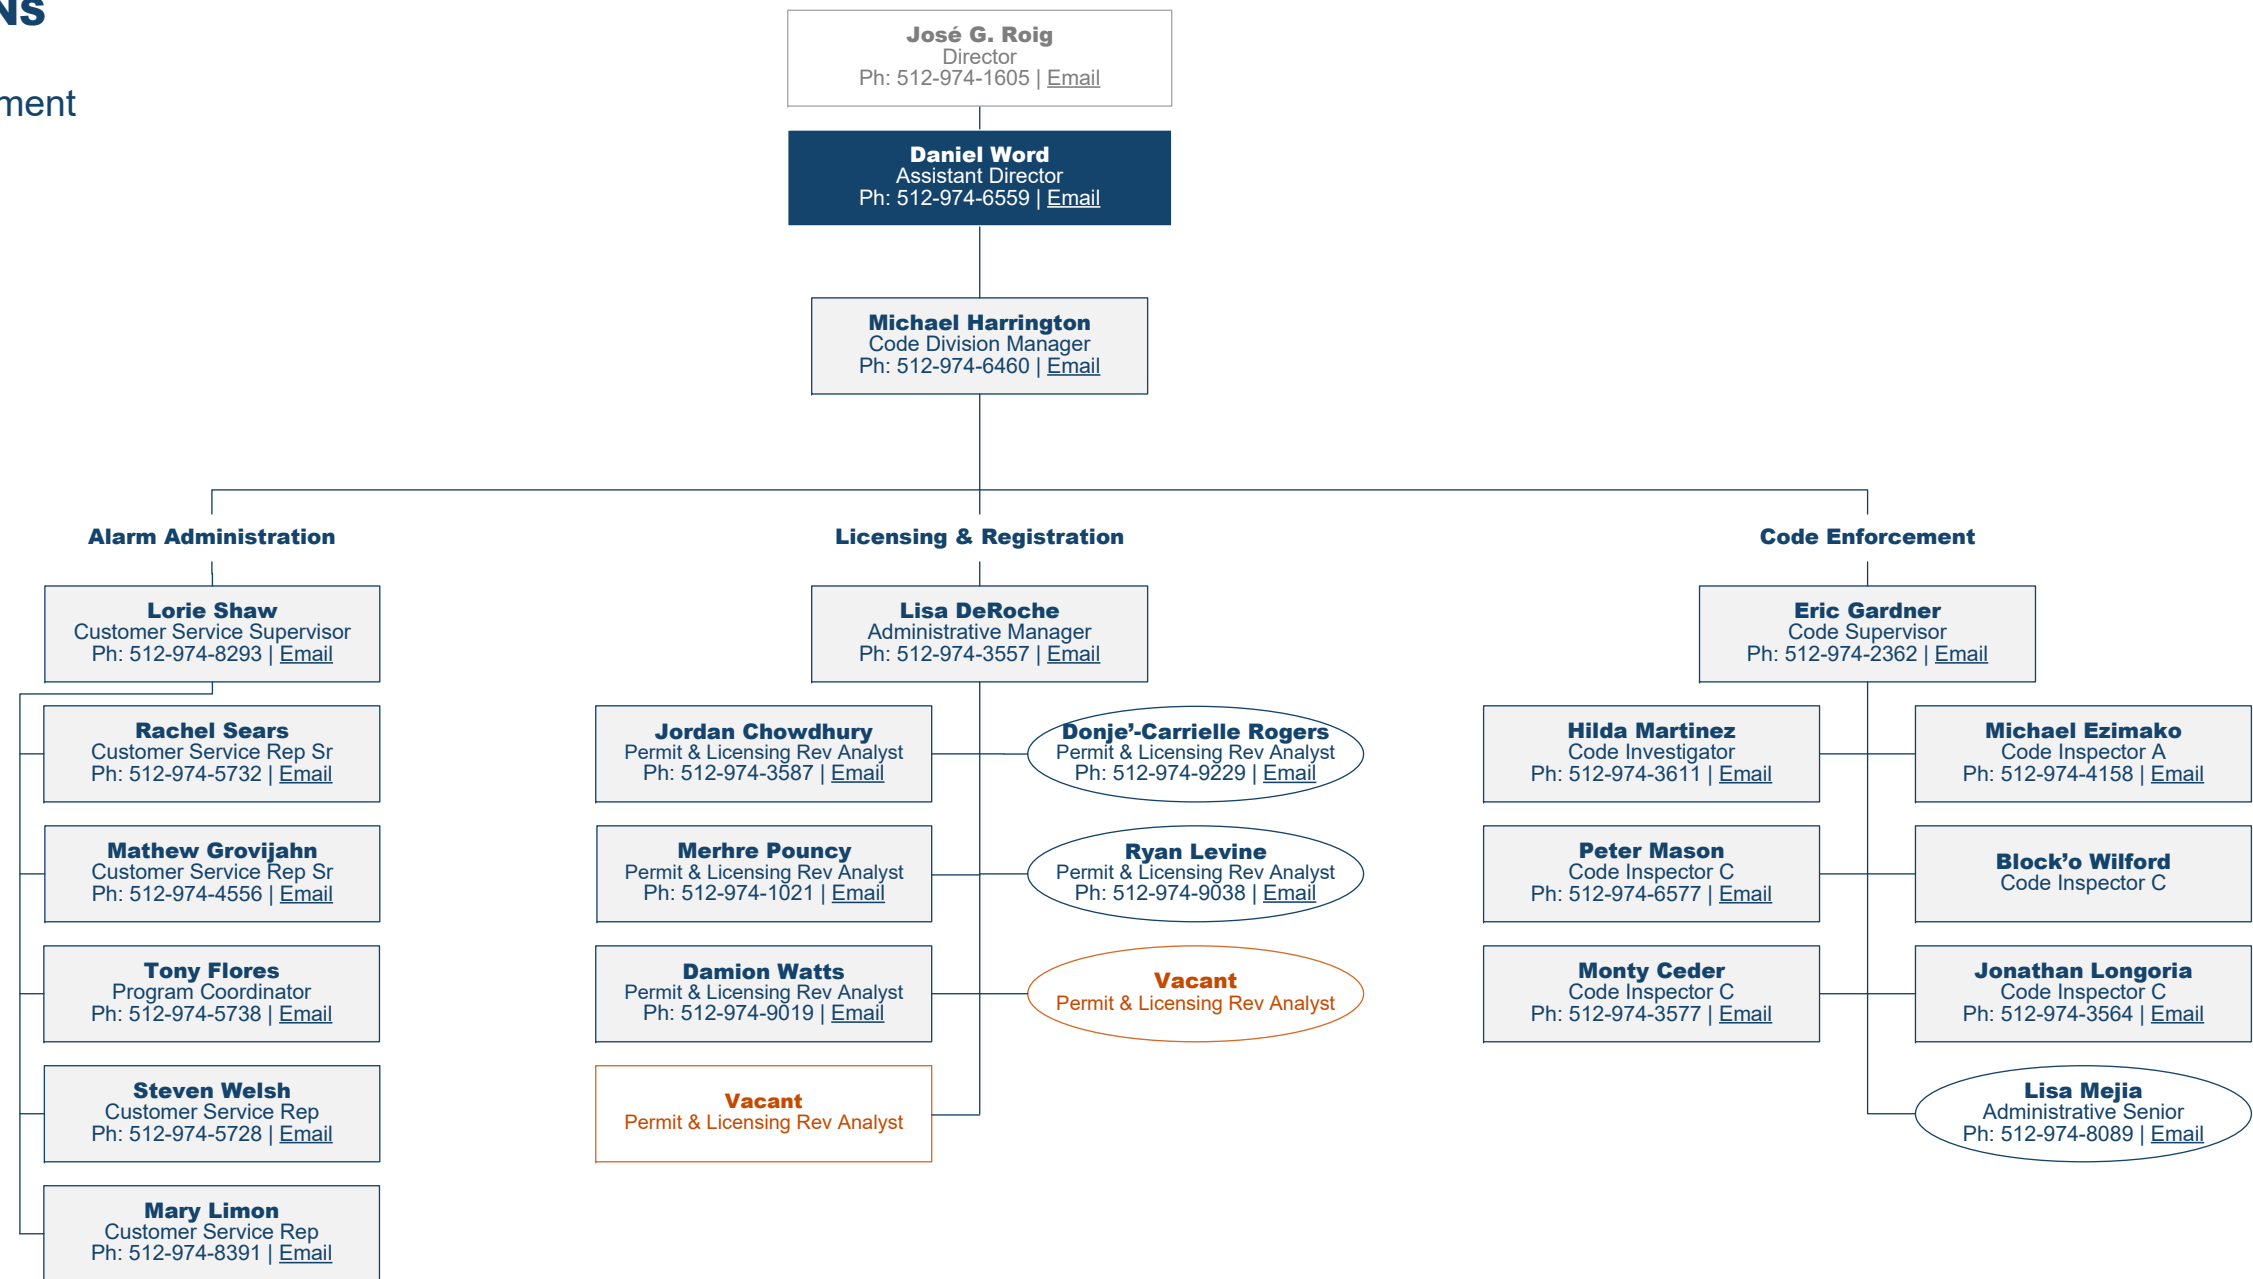 NS
ment
José G. Roig
Director
Ph: 512-974-1605 | Email
Daniel Word
Assistant Director
Ph: 512-974-6559 | Email
Michael Harrington
Code Division Manager
Ph: 512-974-6460 | Email
Alarm Administration
Lorie Shaw
Customer Service Supervisor
Ph: 512-974-8293 | Email
Rachel Sears
Customer Service Rep Sr
Ph: 512-974-5732 | Email
Mathew Grovijahn
Customer Service Rep Sr
Ph: 512-974-4556 | Email
Tony Flores
Program Coordinator
Ph: 512-974-5738 | Email
Steven Welsh
Customer Service Rep
Ph: 512-974-5728 | Email
Mary Limon
Customer Service Rep
Ph: 512-974-8391 | Email
Licensing & Registration
Lisa DeRoche
Administrative Manager
Ph: 512-974-3557 | Email
Jordan Chowdhury
Permit & Licensing Rev Analyst
Ph: 512-974-3587 | Email
Donje’-Carrielle Rogers
Permit & Licensing Rev Analyst
Ph: 512-974-9229 | Email
Merhre Pouncy
Permit & Licensing Rev Analyst
Ph: 512-974-1021 | Email
Ryan Levine
Permit & Licensing Rev Analyst
Ph: 512-974-9038 | Email
Damion Watts
Permit & Licensing Rev Analyst
Ph: 512-974-9019 | Email
Vacant
Permit & Licensing Rev Analyst
Vacant
Permit & Licensing Rev Analyst
Code Enforcement
Eric Gardner
Code Supervisor
Ph: 512-974-2362 | Email
Hilda Martinez
Code Investigator
Ph: 512-974-3611 | Email
Michael Ezimako
Code Inspector A
Ph: 512-974-4158 | Email
Peter Mason
Code Inspector C
Ph: 512-974-6577 | Email
Block’o Wilford
Code Inspector C
Monty Ceder
Code Inspector C
Ph: 512-974-3577 | Email
Jonathan Longoria
Code Inspector C
Ph: 512-974-3564 | Email
Lisa Mejia
Administrative Senior
Ph: 512-974-8089 | Email